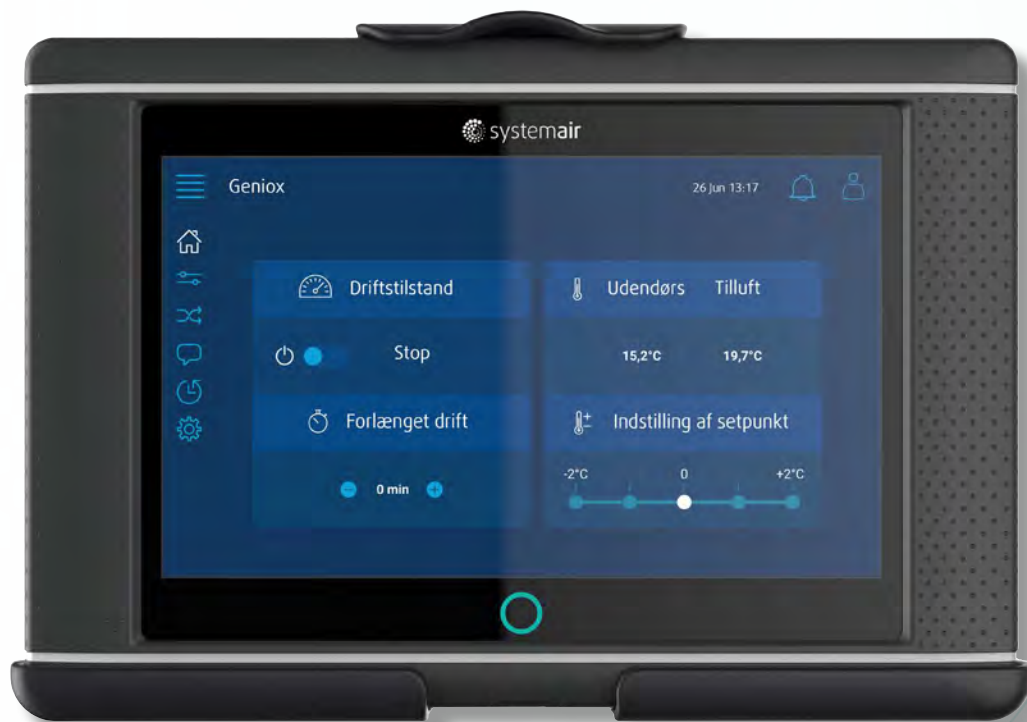 systemair
Geniox
26 Jun 13:17
Driftstilstand
Stop
Forlænget drift
0 min
Udendørs Tilluft
15,2°C 19,7°C
Indstilling af setpunkt
-2°C 0 +2°C